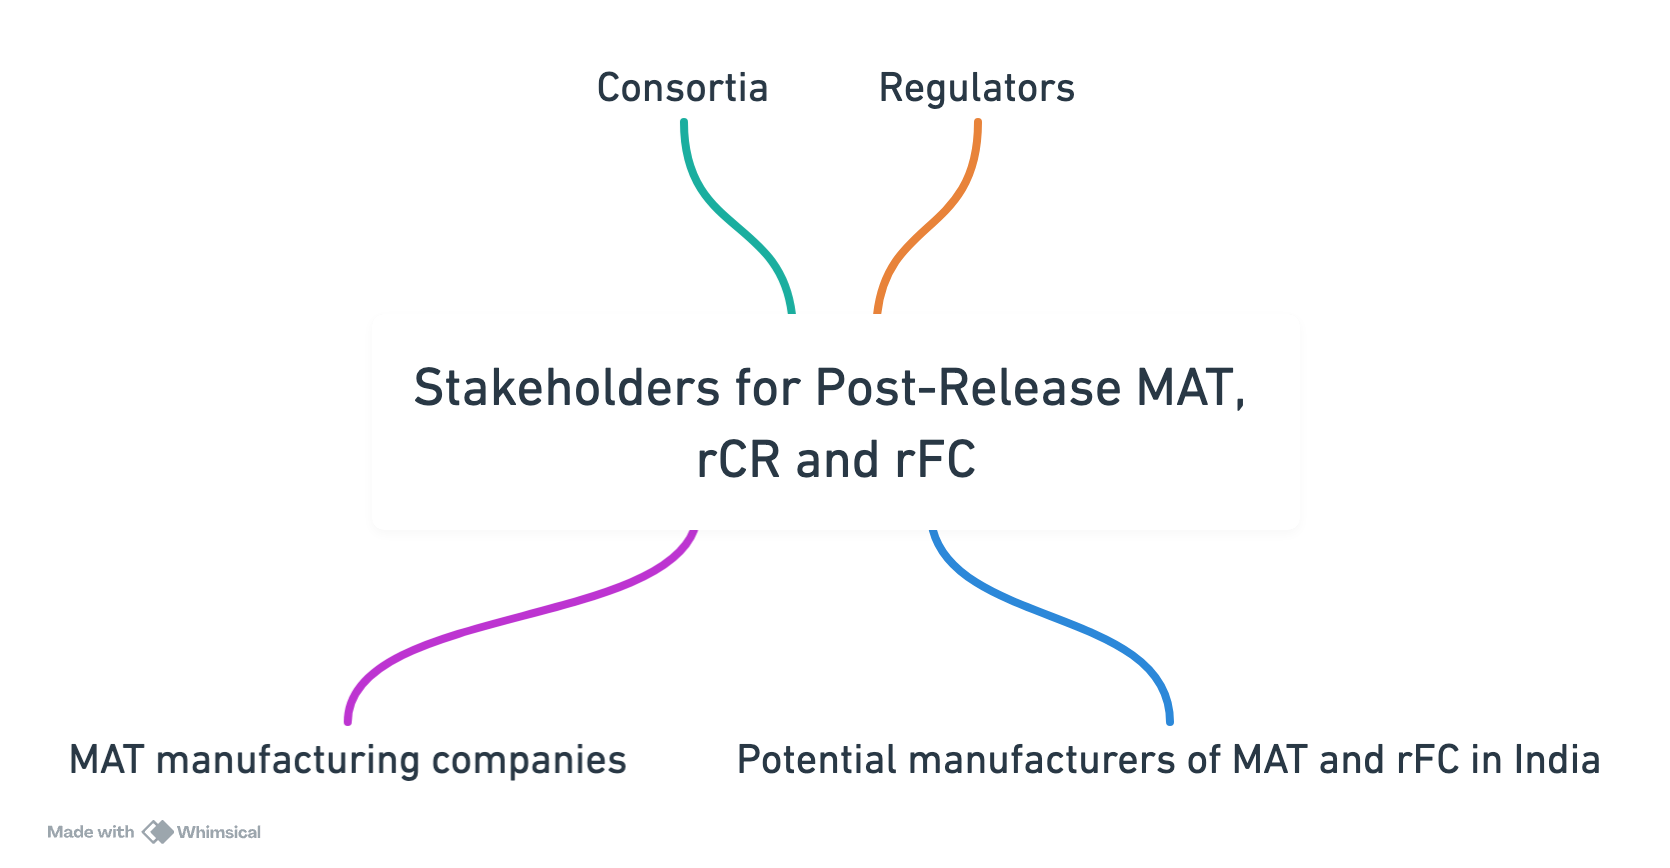 Consortia
Regulators
Stakeholders for Post-Release MAT,
rCR and rFC
MAT manufacturing companies
Potential manufacturers of MAT and rFC in India
Made with Whimsical